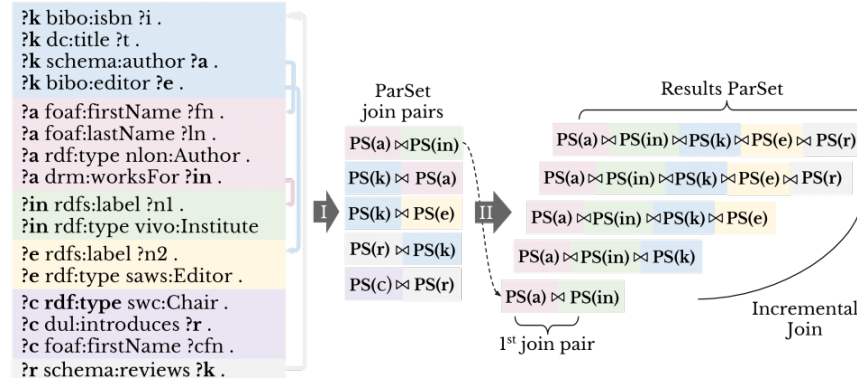 ?k bibo:isbn ?i .
?k dc:title ?t .
?k schema:author ?a .
?k bibo:editor ?e .
?a foaf:firstName ?fn .
?a foaf:lastName ?ln .
?a rdf:type nlon:Author .
?a drm:worksFor ?in .
?in rdfs:label ?n1 .
?in rdf:type vivo:Institute
?e rdfs:label ?n2 .
?e rdf:type saws:Editor .
?c rdf:type swc:Chair .
?c dul:introduces ?r .
?c foaf:firstName ?cfn .
?r schema:reviews ?k .
I
ParSet
join pairs
PS(a) ⋈ PS(in)
PS(k) ⋈ PS(a)
PS(k) ⋈ PS(e)
PS(r) ⋈ PS(k)
PS(c) ⋈ PS(r)
II
Results ParSet
PS(a) ⋈ PS(in) ⋈ PS(k) ⋈ PS(e) ⋈ PS(r)
PS(a) ⋈ PS(in) ⋈ PS(k) ⋈ PS(e) ⋈ PS(r)
PS(a) ⋈ PS(in) ⋈ PS(k) ⋈ PS(e)
PS(a) ⋈ PS(in) ⋈ PS(k)
PS(a) ⋈ PS(in)
1st join pair
Incremental
Join